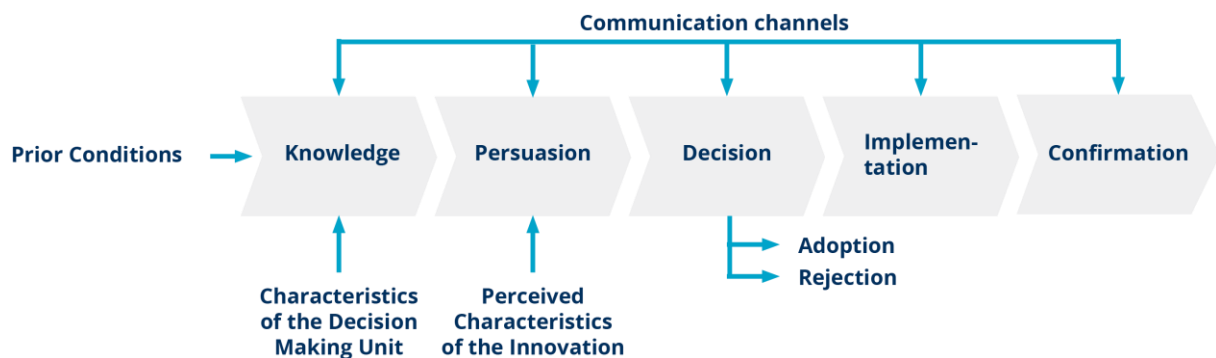 Communication channels
Prior Conditions
Knowledge
Persuasion
Decision
Implemen-
tation
Confirmation
Adoption
Rejection
Characteristics
of the Decision
Making Unit
Perceived
Characteristics
of the Innovation